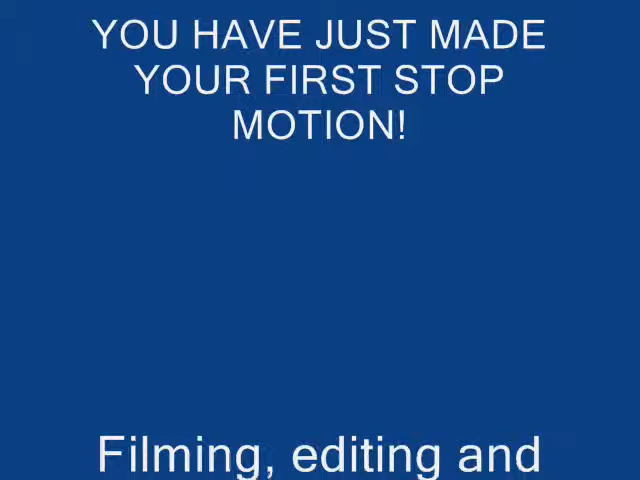 YOU HAVE JUST MADE
YOUR FIRST STOP
MOTION!
Filming, editing and